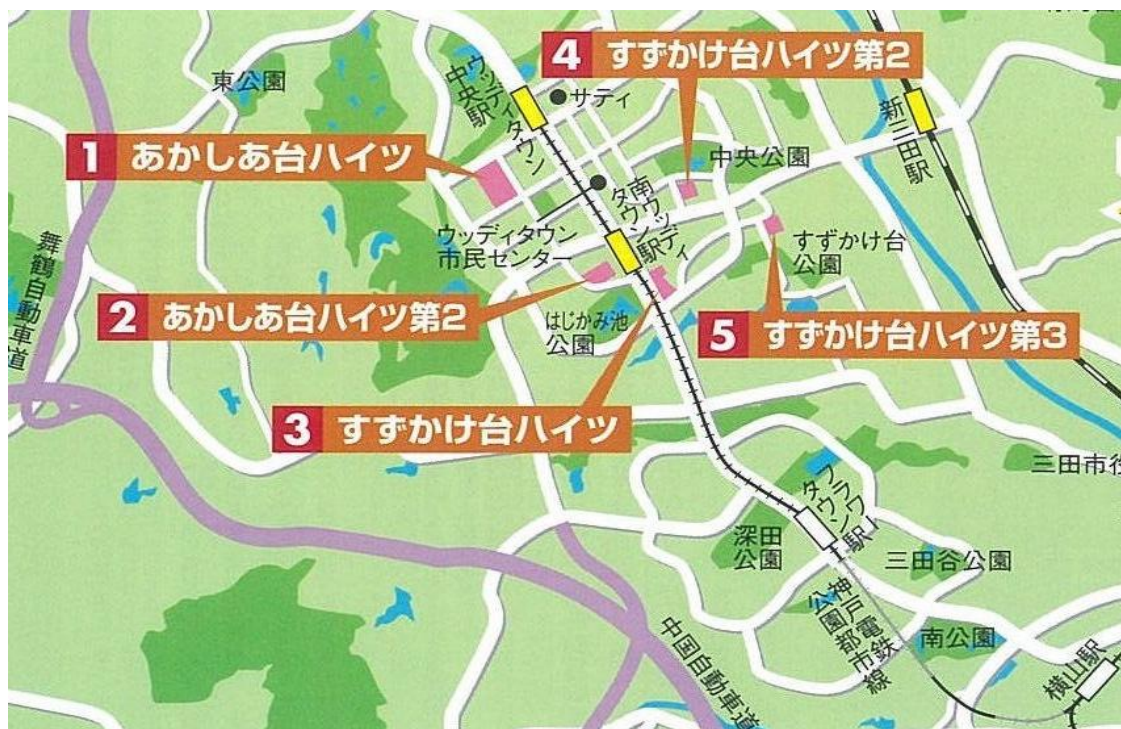 4 すずかけ台ハイツ第2
東公園
ウッディタウン
中央駅
サティ
新三田駅
1 あかしあ台ハイツ
中央公園
南ウッディ
タウン駅
ウッディタウン
市民センター
すずかけ台
公園
舞鶴自動車道
2 あかしあ台ハイツ第2
はじかみ池
公園
5 すずかけ台ハイツ第3
3 すずかけ台ハイツ
三田市役
フラワー
タウン駅
深田
公園
三田谷公園
神戸電鉄
公園都市線
南公園
中国自動車道
横山駅